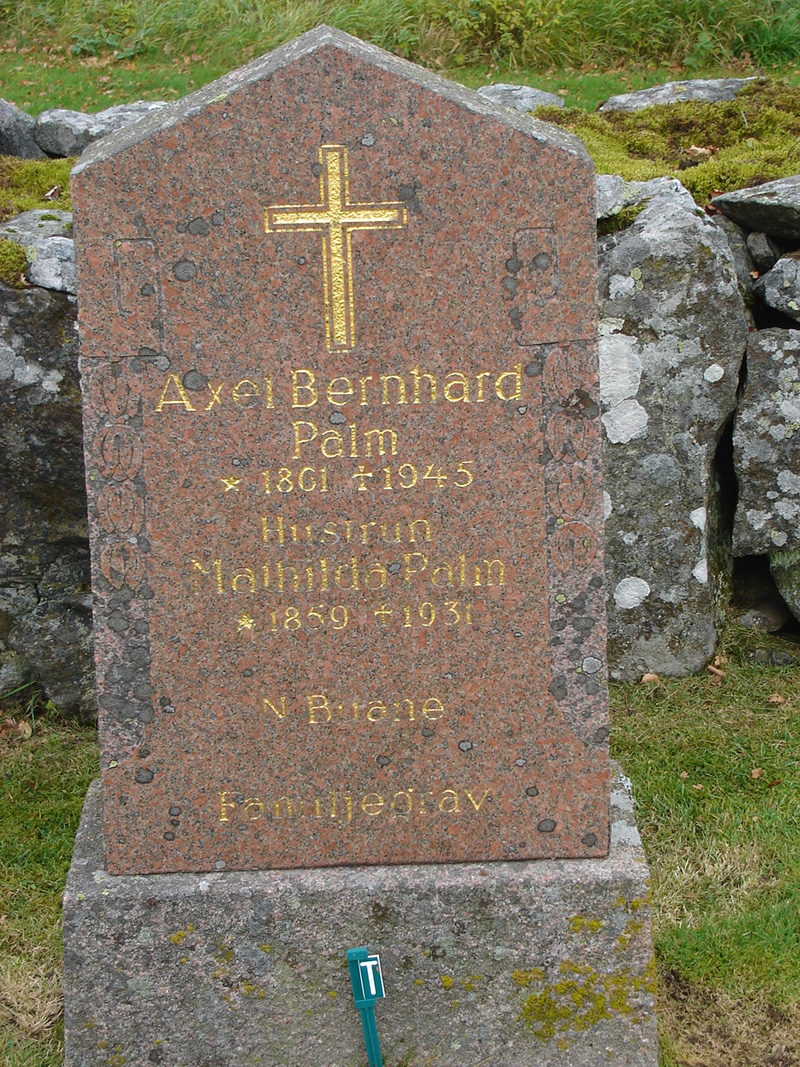 Axel Bernhard
Palm
* 1861 † 1945
Hustrun
Mathilda Palm
* 1859 † 1931
N Buane
Familjegrav
T